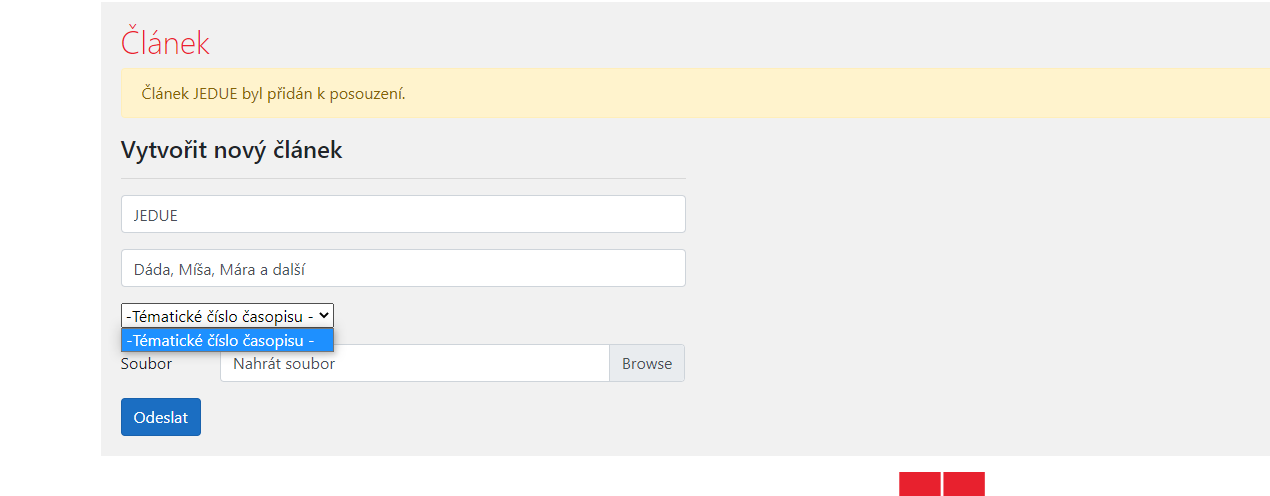 Článek
Článek JEDUE byl přidán k posouzení.
Vytvořit nový článek
JEDUE
Dáda, Míša, Mára a další
-Tématické číslo časopisu -
-Tématické číslo časopisu -
Soubor Nahrát soubor Browse
Odeslat